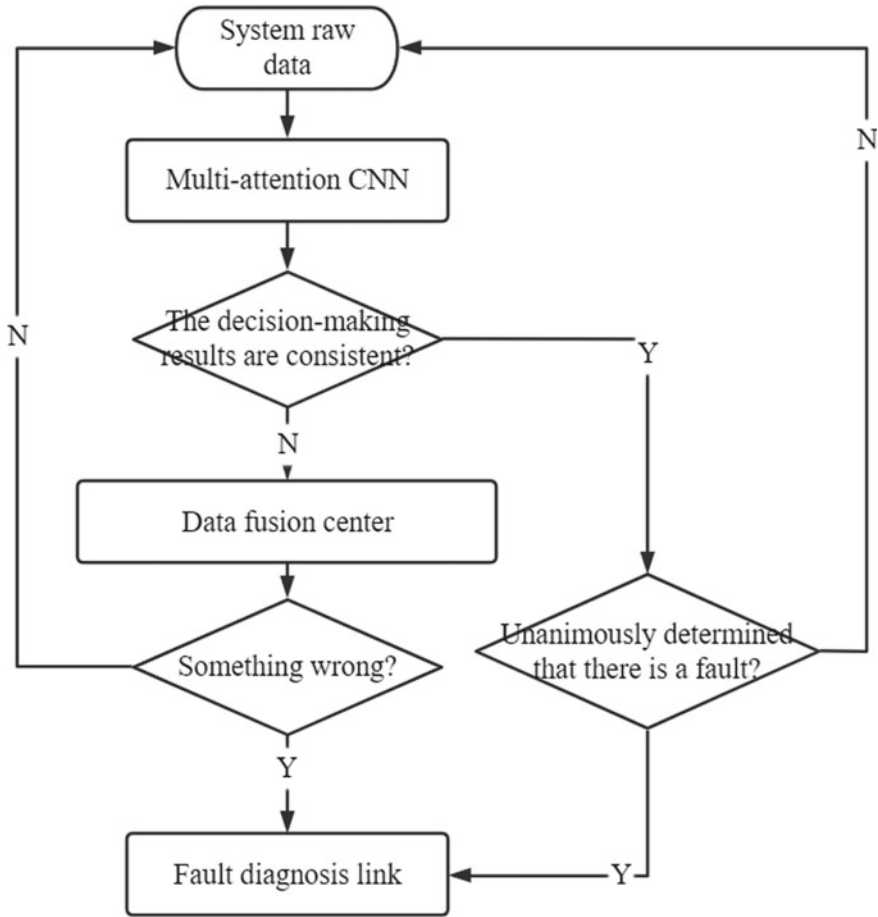 System raw
data
N
Multi-attention CNN
The decision-making
results are consistent?
N
Y
N
Data fusion center
Unanimously determined
that there is a fault?
Something wrong?
Y
Fault diagnosis link
Y